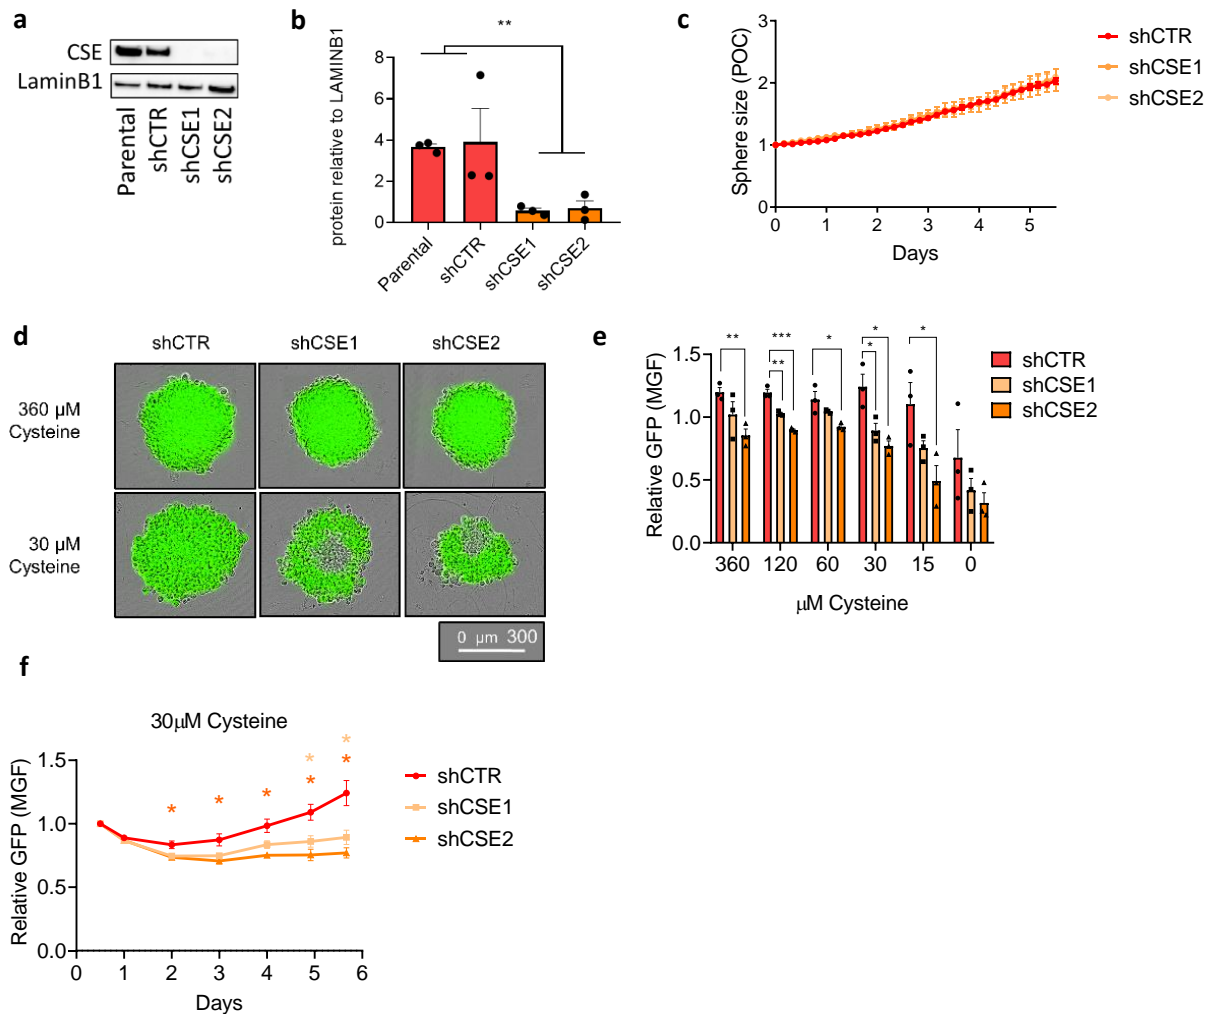 a
CSE
LaminB1
Parental
shCTR
shCSE1
shCSE2
b
**
8
6
4
2
0
protein relative to LAMINB1
Parental
shCTR
shCSE1
shCSE2
c
3
2
1
0
Sphere size (POC)
0 1 2 3 4 5
Days
shCTR
shCSE1
shCSE2
d
shCTR shCSE1 shCSE2
360 µM
Cysteine
30 µM
Cysteine
0 µm 300
e
** *** ** * * * *
1.5
1.0
0.5
0.0
Relative GFP (MGF)
360 120 60 30 15 0
µM Cysteine
shCTR
shCSE1
shCSE2
f
30µM Cysteine
1.5
1.0
0.5
0.0
Relative GFP (MGF)
* * * * * * *
0 1 2 3 4 5 6
Days
shCTR
shCSE1
shCSE2